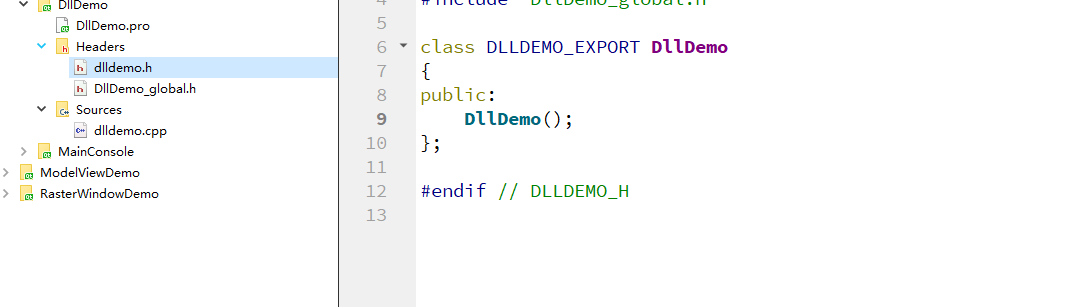 DllDemo
DllDemo.pro
Headers
dlldemo.h
DllDemo_global.h
Sources
dlldemo.cpp
MainConsole
ModelViewDemo
RasterWindowDemo
4 #include "DllDemo_global.h"
5
6 class DLLDEMO_EXPORT DllDemo
7 {
8 public:
9     DllDemo();
10 };
11
12 #endif // DLLDEMO_H
13